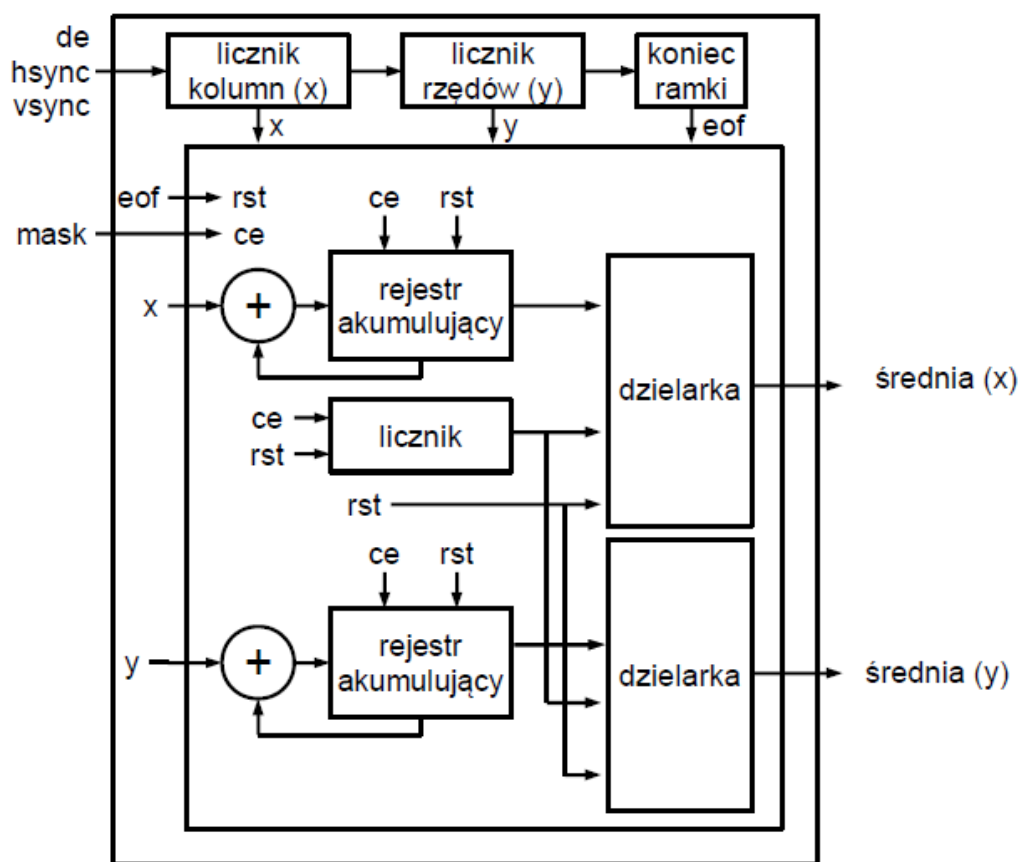 de
hsync
vsync
licznik
kolumn (x)
licznik
rzędów (y)
koniec
ramki
x
y
eof
eof
rst
mask
ce
ce
rst
x
+
rejestr
akumulujący
dzielarka
średnia (x)
ce
rst
licznik
rst
ce
rst
y
+
rejestr
akumulujący
dzielarka
średnia (y)